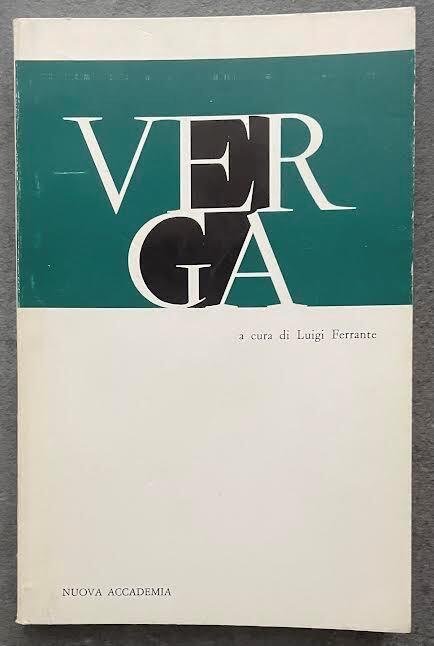 VER
GA
a cura di Luigi Ferrante
NUOVA ACCADEMIA